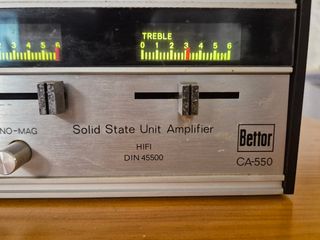 TREBLE
2 3 4 5 6
0 1 2 3 4 5 6
NO-MAG
Solid State Unit Amplifier
HIFI
DIN 45500
Bettor
CA-550